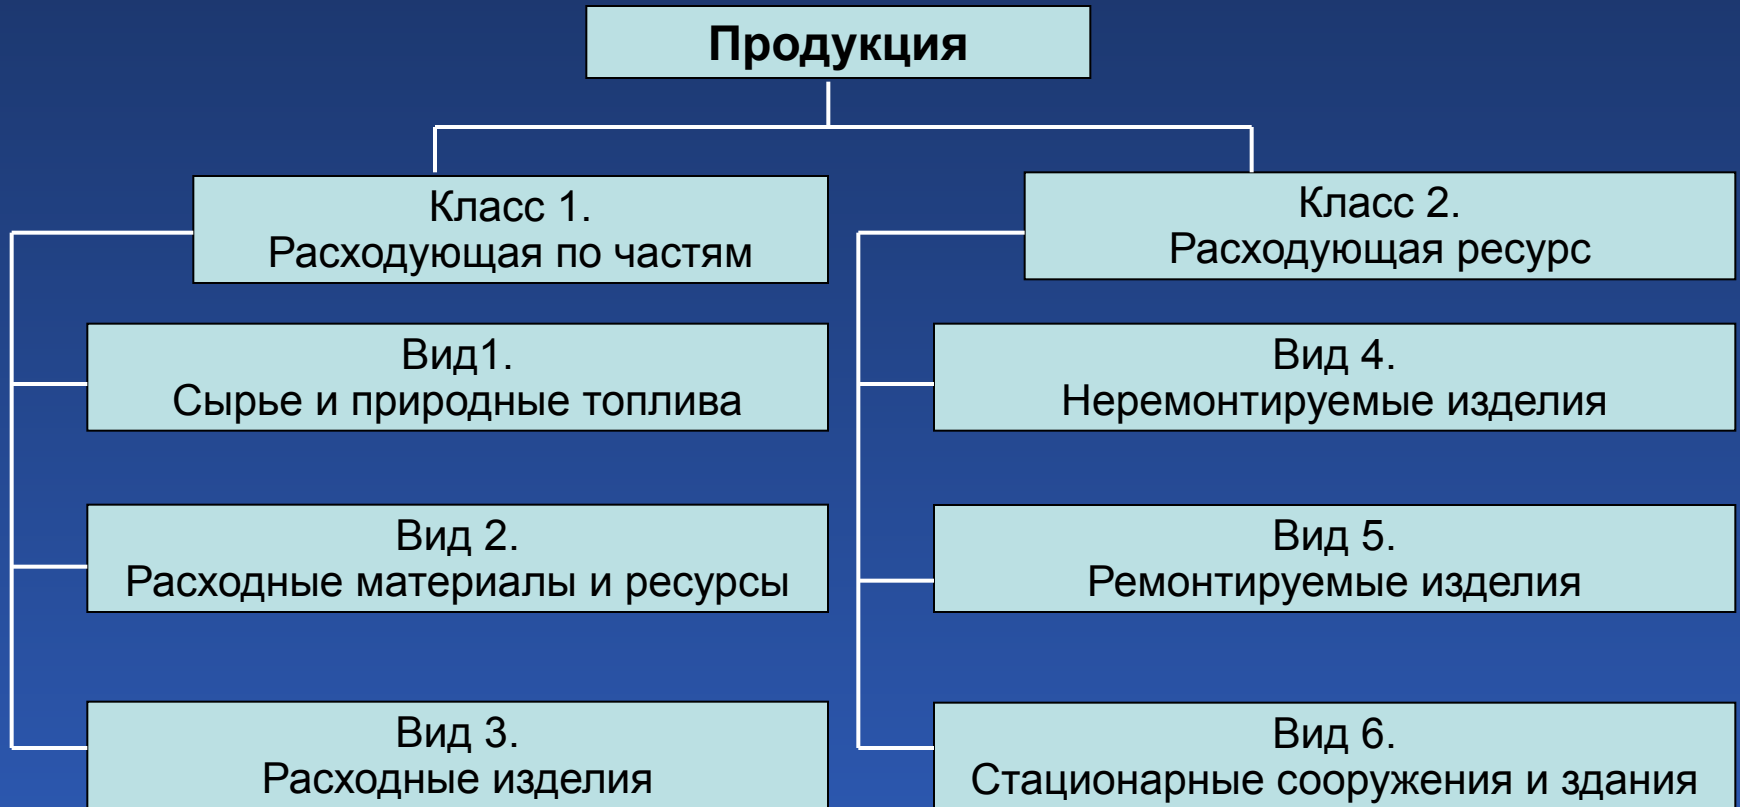 Продукция
Класс 1.
Расходующая по частям
Вид1.
Сырье и природные топлива
Вид 2.
Расходные материалы и ресурсы
Вид 3.
Расходные изделия
Класс 2.
Расходующая ресурс
Вид 4.
Неремонтируемые изделия
Вид 5.
Ремонтируемые изделия
Вид 6.
Стационарные сооружения и здания